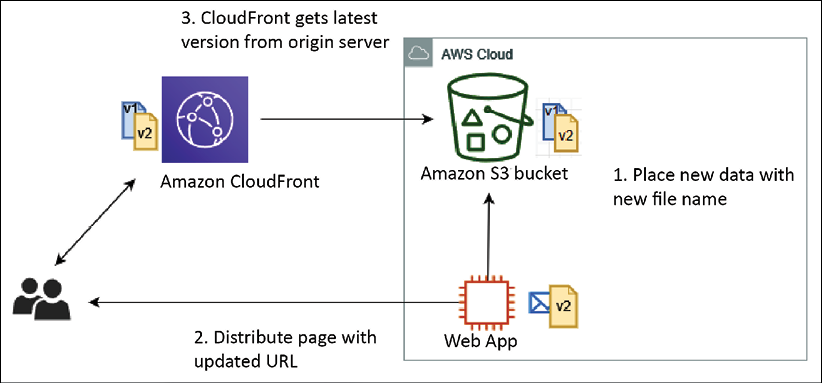 3. CloudFront gets latest
version from origin server
AWS Cloud
v1
v2
v1
v2
Amazon CloudFront
Amazon S3 bucket
1. Place new data with
new file name
v2
2. Distribute page with
updated URL
Web App